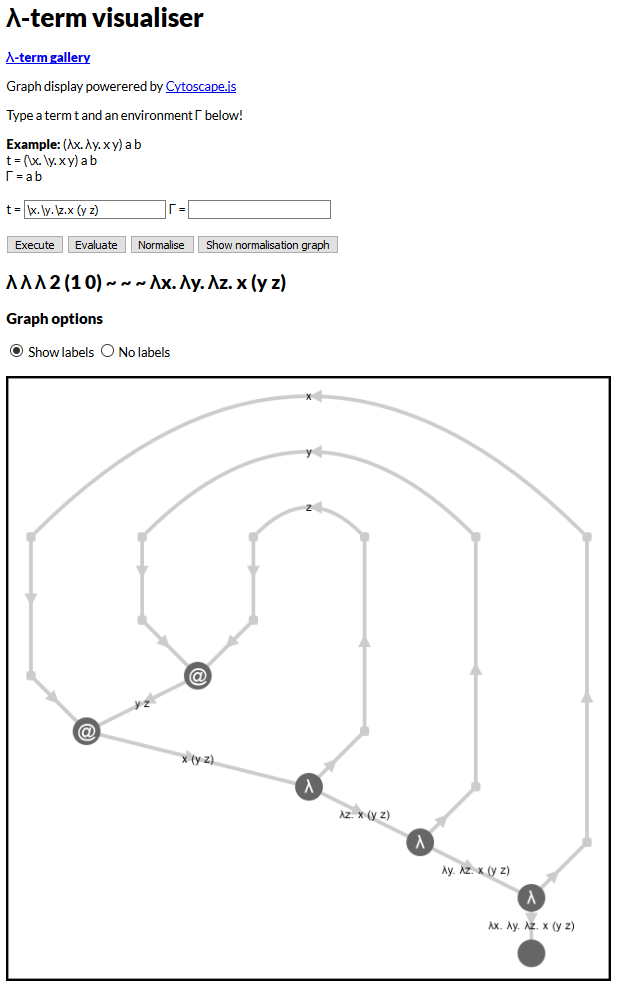 λ-term visualiser
λ-term gallery
Graph display powerered by Cytoscape.js
Type a term t and an environment Γ below!
Example: (λx. λy. x y) a b
t = (\x. \y. x y) a b
Γ = a b
t = \x. \y. \z.x (y z) Γ =
Execute Evaluate Normalise Show normalisation graph
λ λ λ 2 (1 0) ~ ~ ~ λx. λy. λz. x (y z)
Graph options
Show labels No labels
x
y
z
@
y z
@
x (y z)
λ
λz. x (y z)
λ
λy. λz. x (y z)
λ
λx. λy. λz. x (y z)